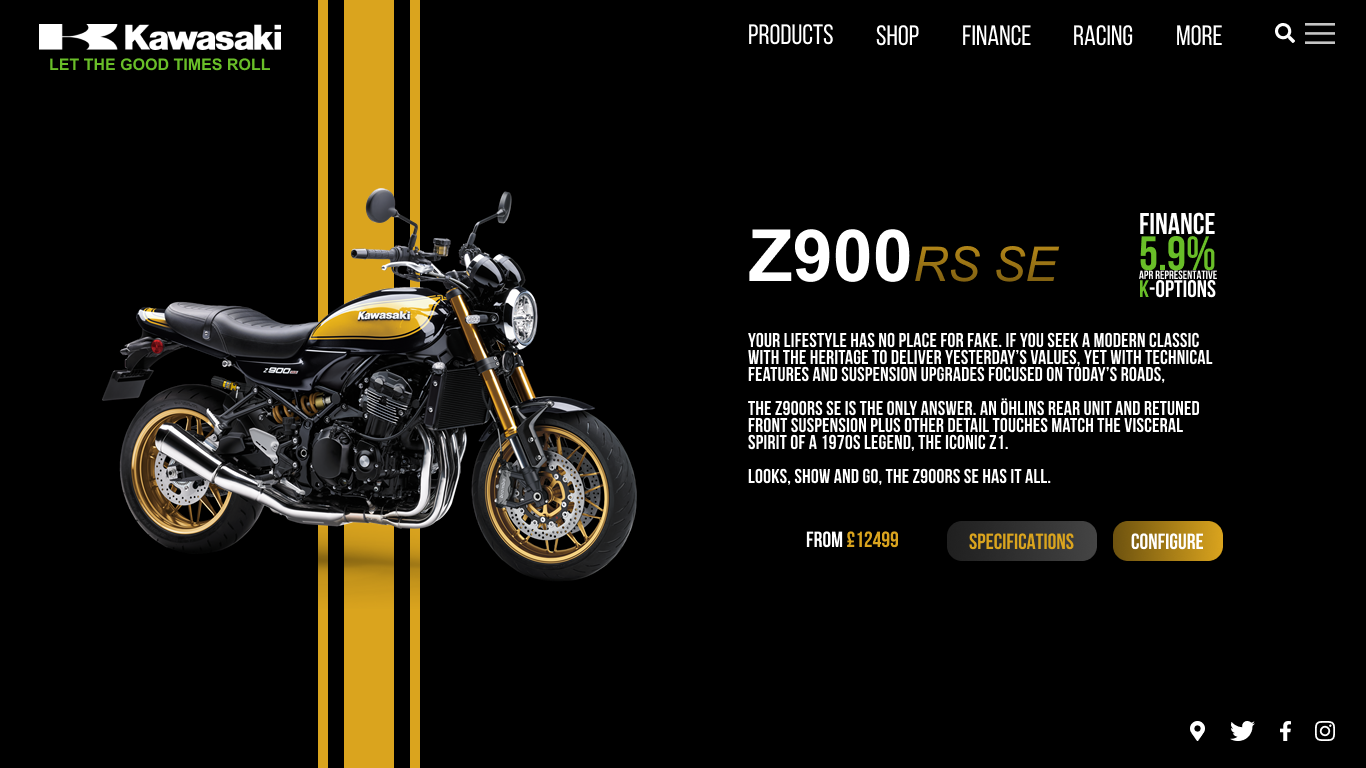 Kawasaki
LET THE GOOD TIMES ROLL
PRODUCTS
SHOP
FINANCE
RACING
MORE
Z900RS SE
FINANCE
5.9%
APR REPRESENTATIVE
K-OPTIONS
Kawasaki
Z900RS
YOUR LIFESTYLE HAS NO PLACE FOR FAKE. IF YOU SEEK A MODERN CLASSIC
WITH THE HERITAGE TO DELIVER YESTERDAY'S VALUES, YET WITH TECHNICAL
FEATURES AND SUSPENSION UPGRADES FOCUSED ON TODAY'S ROADS,
THE Z900RS SE IS THE ONLY ANSWER. AN ÖHLINS REAR UNIT AND RETUNED
FRONT SUSPENSION PLUS OTHER DETAIL TOUCHES MATCH THE VISCERAL
SPIRIT OF A 1970S LEGEND, THE ICONIC Z1.
LOOKS, SHOW AND GO, THE Z900RS SE HAS IT ALL.
FROM £12499
SPECIFICATIONS
CONFIGURE